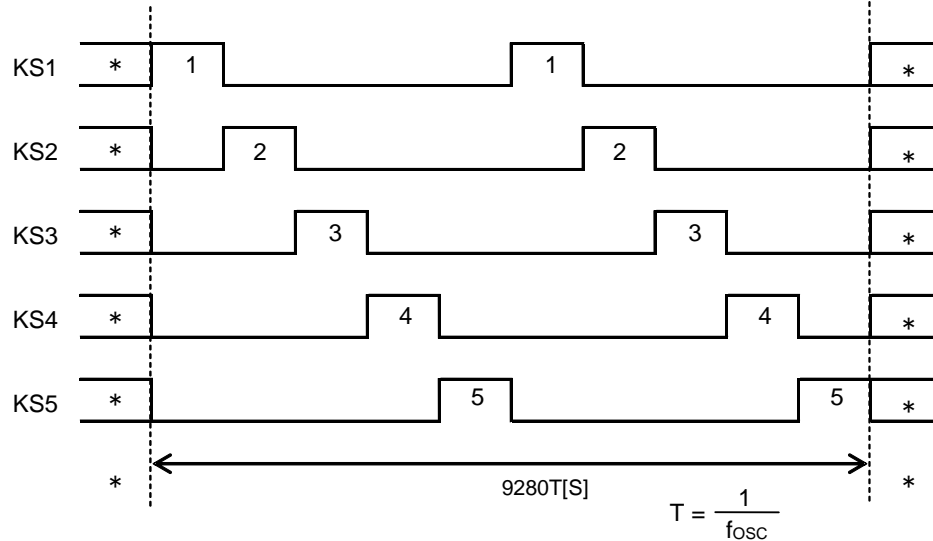 KS1 * 1 1 *
KS2 * 2 2 *
KS3 * 3 3 *
KS4 * 4 4 *
KS5 * 5 5 *
* 9280T[S] *
T = 1 / fOSC